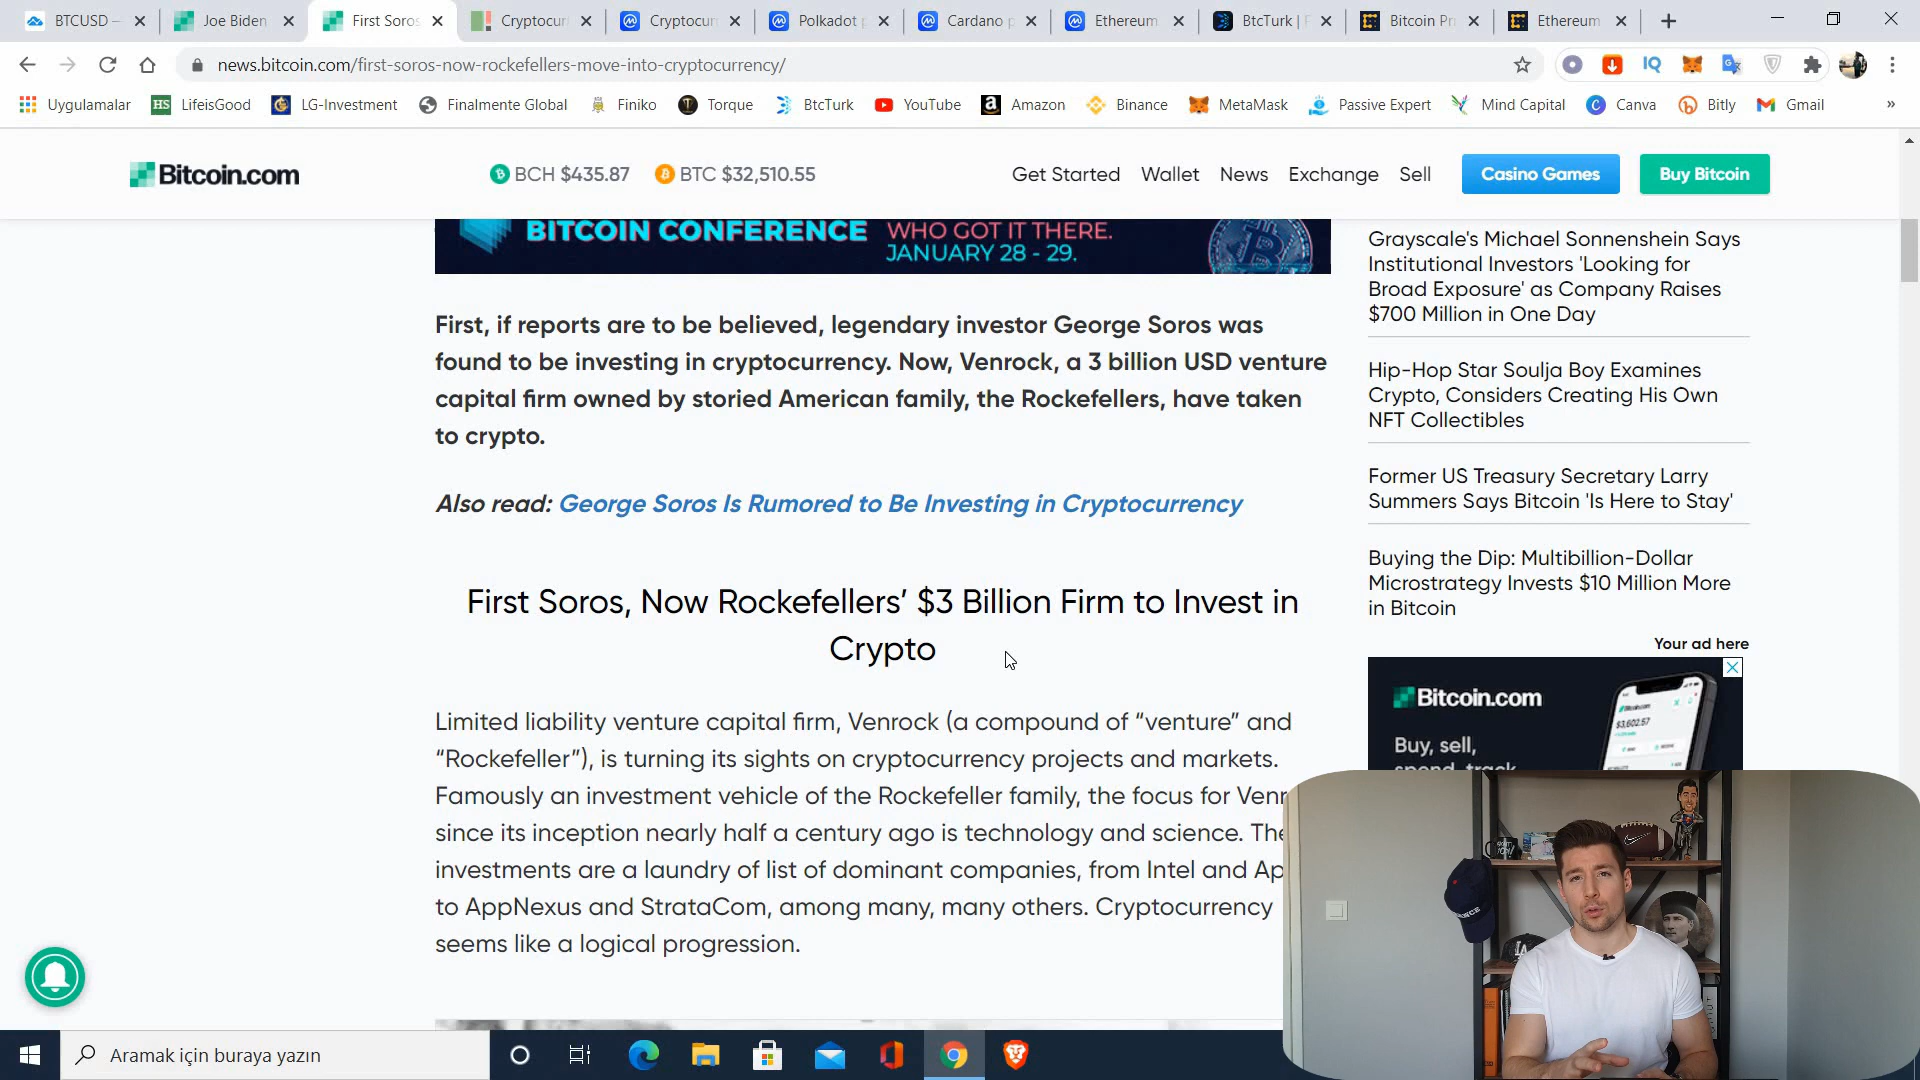 BTCUSD –
Joe Biden
First Soros
Cryptocur
Cryptocur
Polkadot p
Cardano p
Ethereum
BtcTurk | P
Bitcoin Pr
Ethereum
news.bitcoin.com/first-soros-now-rockefellers-move-into-cryptocurrency/
Uygulamalar
LifeisGood
LG-Investment
Finalmente Global
Finiko
Torque
BtcTurk
YouTube
Amazon
Binance
MetaMask
Passive Expert
Mind Capital
Canva
Bitly
Gmail
»
Bitcoin.com
BCH $435.87
BTC $32,510.55
Get Started
Wallet
News
Exchange
Sell
Casino Games
Buy Bitcoin
BITCOIN CONFERENCE
WHO GOT IT THERE.
JANUARY 28 - 29.
First, if reports are to be believed, legendary investor George Soros was
found to be investing in cryptocurrency. Now, Venrock, a 3 billion USD venture
capital firm owned by storied American family, the Rockefellers, have taken
to crypto.
Also read: George Soros Is Rumored to Be Investing in Cryptocurrency
First Soros, Now Rockefellers’ $3 Billion Firm to Invest in
Crypto
Limited liability venture capital firm, Venrock (a compound of “venture” and
“Rockefeller”), is turning its sights on cryptocurrency projects and markets.
Famously an investment vehicle of the Rockefeller family, the focus for Venr
since its inception nearly half a century ago is technology and science. The
investments are a laundry of list of dominant companies, from Intel and Ap
to AppNexus and StrataCom, among many, many others. Cryptocurrency
seems like a logical progression.
Grayscale's Michael Sonnenshein Says
Institutional Investors 'Looking for
Broad Exposure' as Company Raises
$700 Million in One Day
Hip-Hop Star Soulja Boy Examines
Crypto, Considers Creating His Own
NFT Collectibles
Former US Treasury Secretary Larry
Summers Says Bitcoin 'Is Here to Stay'
Buying the Dip: Multibillion-Dollar
Microstrategy Invests $10 Million More
in Bitcoin
Your ad here
Bitcoin.com
Buy, sell,
spend, track
$3,602.57
Aramak için buraya yazın